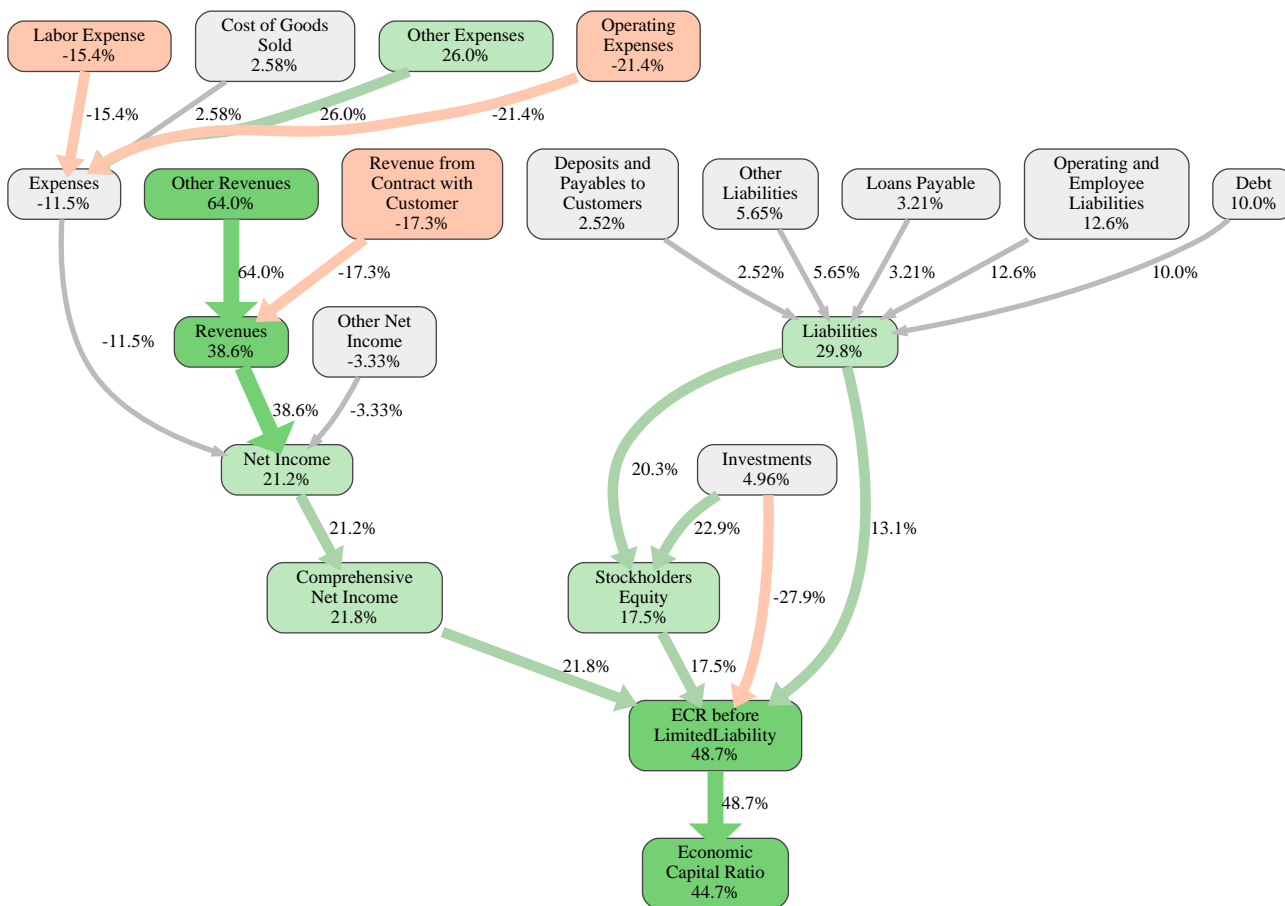 Labor Expense
-15.4%
Cost of Goods
Sold
2.58%
Other Expenses
26.0%
Operating
Expenses
-21.4%
-15.4%
2.58%
26.0%
-21.4%
Expenses
-11.5%
Other Revenues
64.0%
Revenue from
Contract with
Customer
-17.3%
Deposits and
Payables to
Customers
2.52%
Other
Liabilities
5.65%
Loans Payable
3.21%
Operating and
Employee
Liabilities
12.6%
Debt
10.0%
64.0%
-17.3%
2.52%
5.65%
3.21%
12.6%
10.0%
-11.5%
Revenues
38.6%
Other Net
Income
-3.33%
Liabilities
29.8%
38.6%
-3.33%
Net Income
21.2%
20.3%
Investments
4.96%
21.2%
22.9%
13.1%
Comprehensive
Net Income
21.8%
Stockholders
Equity
17.5%
-27.9%
21.8%
17.5%
ECR before
LimitedLiability
48.7%
48.7%
Economic
Capital Ratio
44.7%